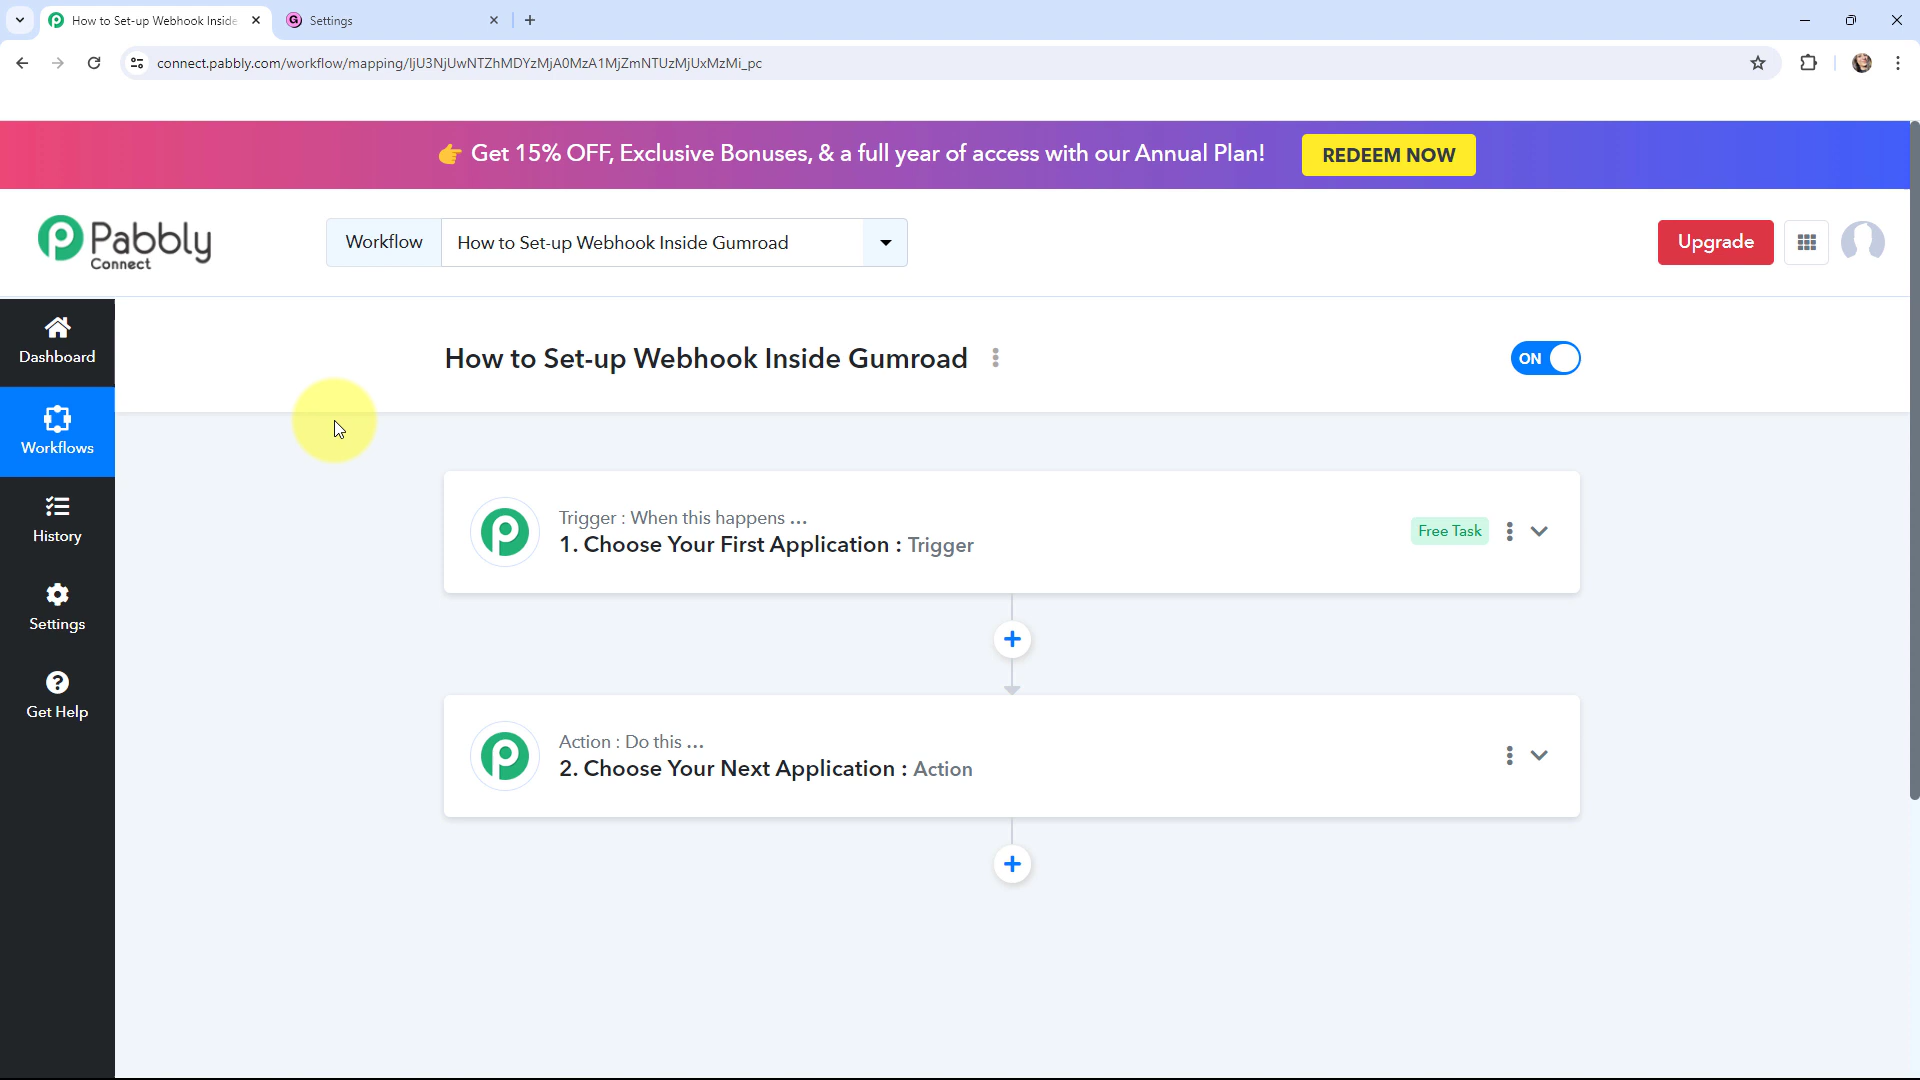 How to Set-up Webhook Inside
Settings
connect.pabbly.com/workflow/mapping/IjU3NjUwNTZhMDYzMjA0MzA1MjZmNTUzMjUxMzMi_pc
👉 Get 15% OFF, Exclusive Bonuses, & a full year of access with our Annual Plan!
REDEEM NOW
Pabbly
Connect
Workflow
How to Set-up Webhook Inside Gumroad
Upgrade
Dashboard
Workflows
History
Settings
Get Help
How to Set-up Webhook Inside Gumroad
ON
Trigger : When this happens ...
1. Choose Your First Application : Trigger
Free Task
Action : Do this ...
2. Choose Your Next Application : Action